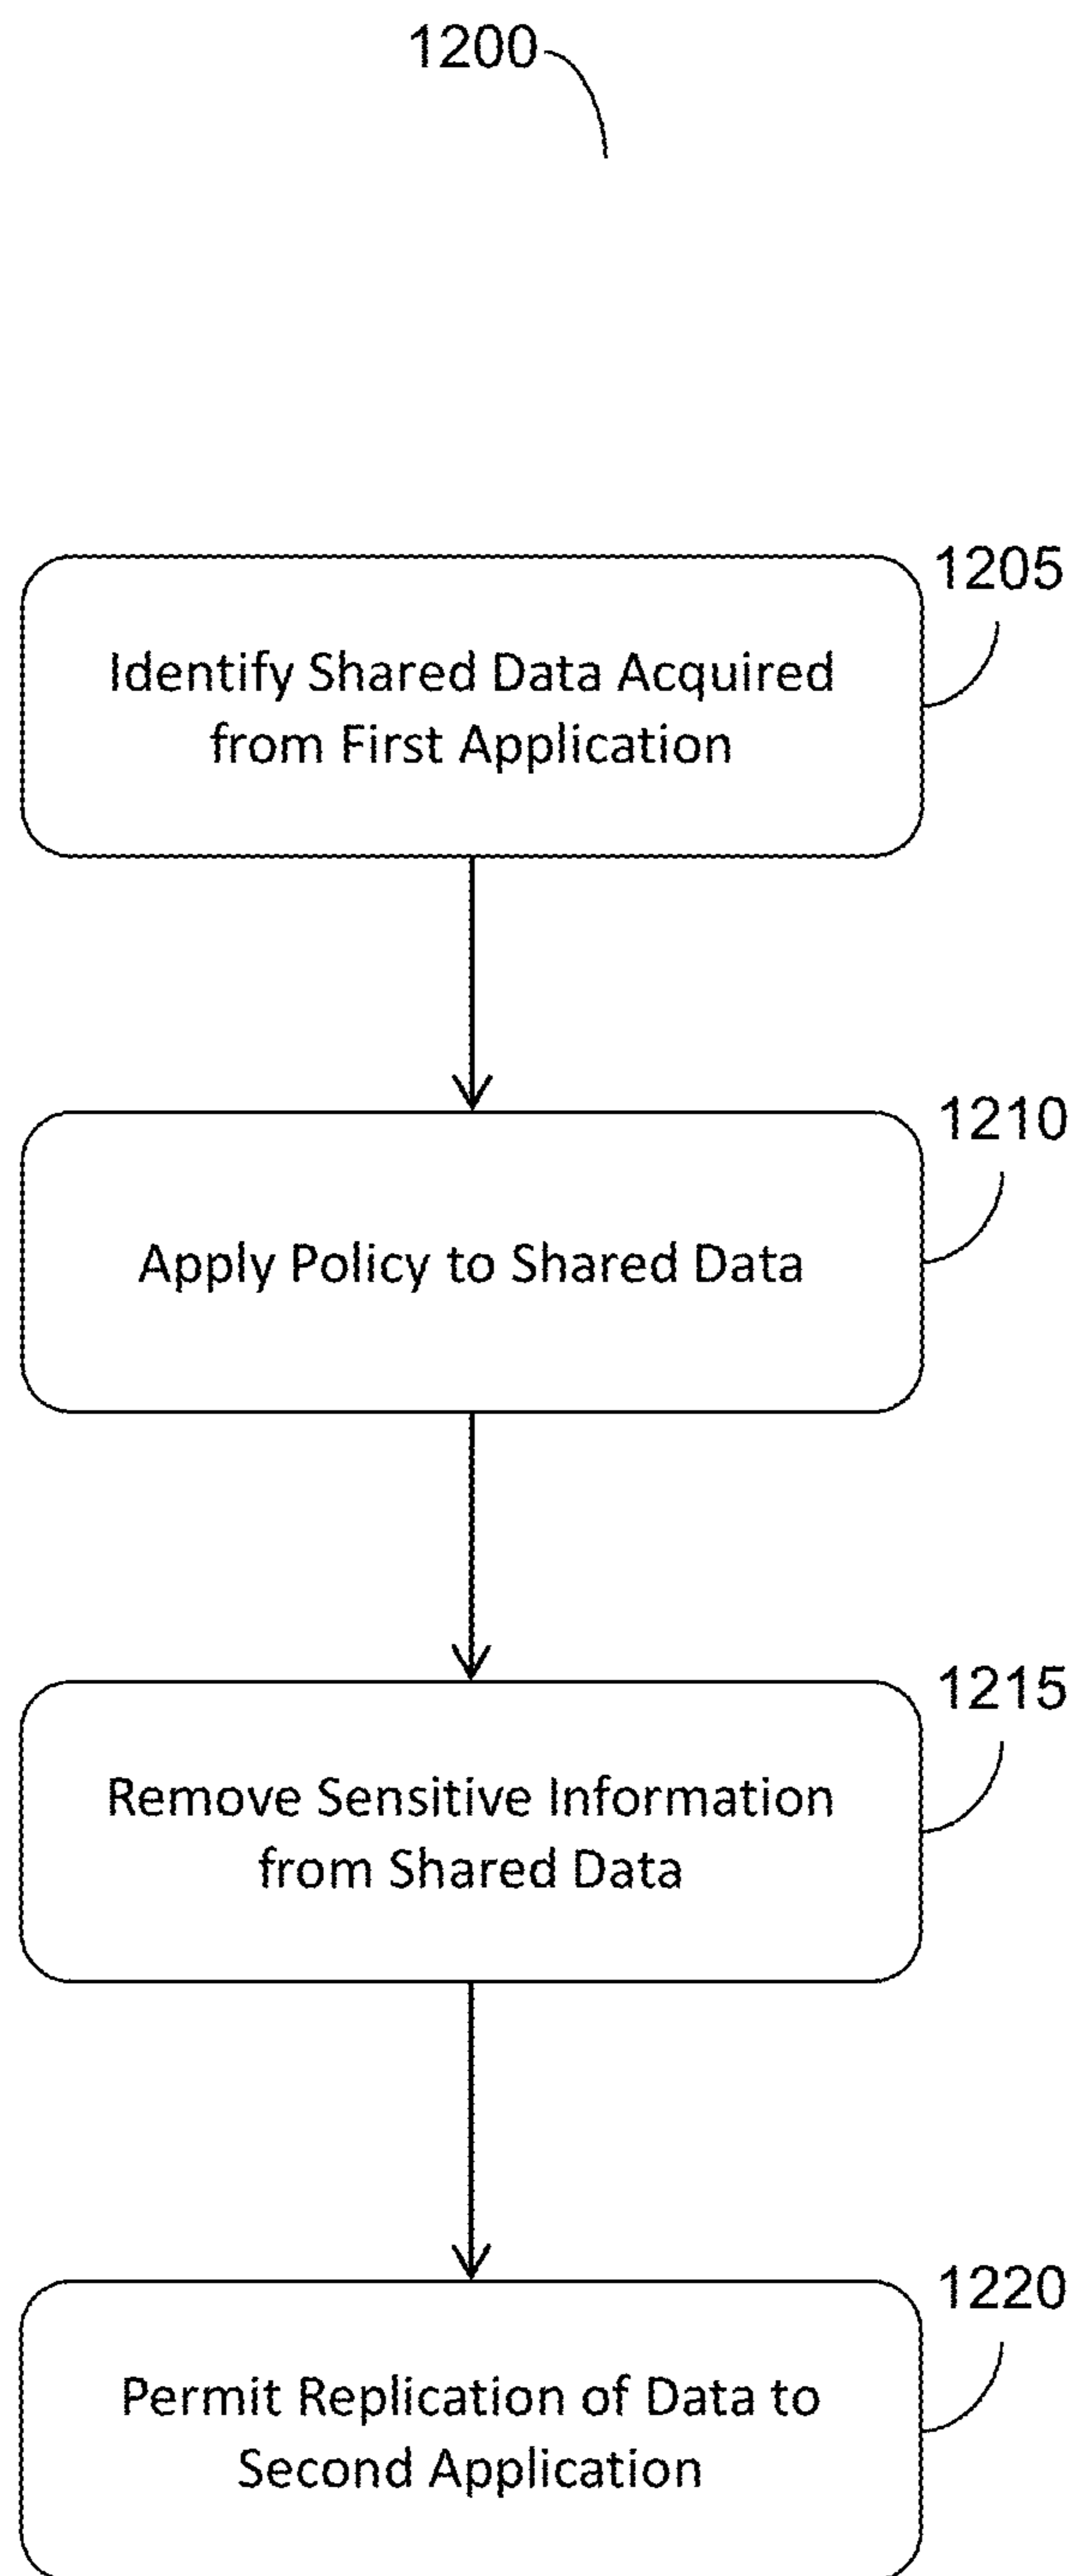 1200
1205
Identify Shared Data Acquired
from First Application
1210
Apply Policy to Shared Data
1215
Remove Sensitive Information
from Shared Data
1220
Permit Replication of Data to
Second Application